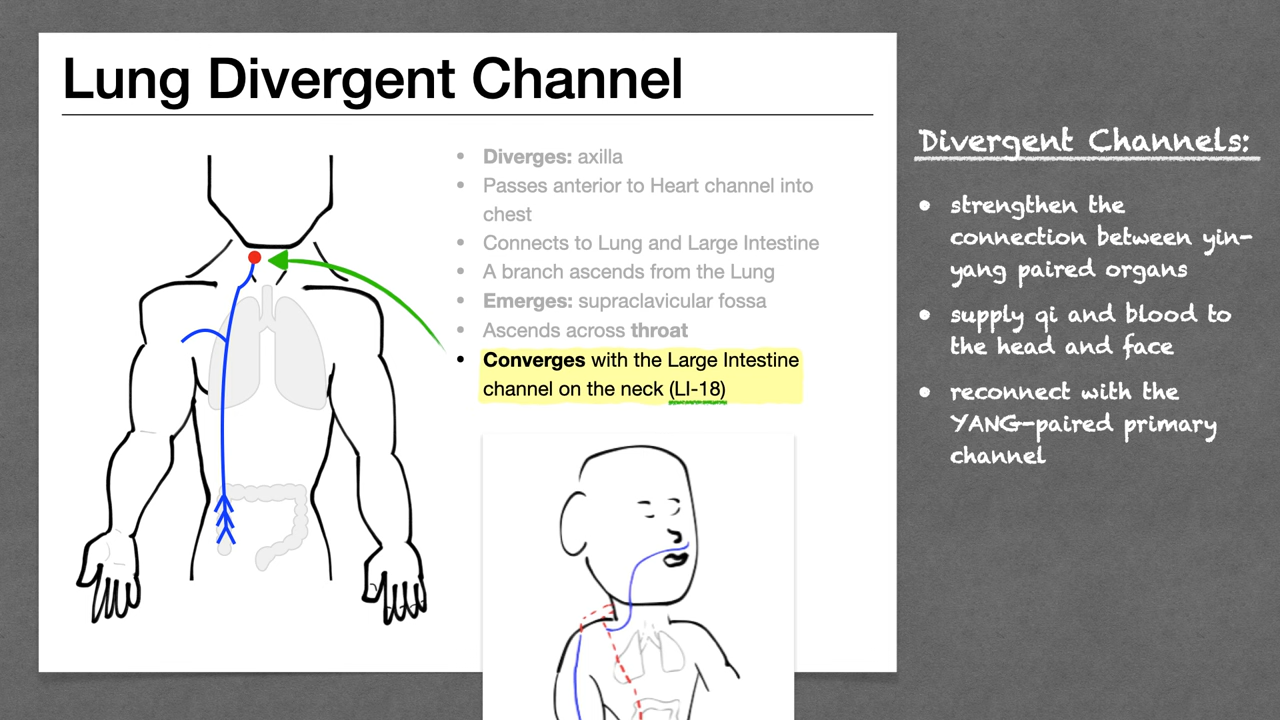 Lung Divergent Channel
• Diverges: axilla
• Passes anterior to Heart channel into
chest
• Connects to Lung and Large Intestine
• A branch ascends from the Lung
• Emerges: supraclavicular fossa
• Ascends across throat
• Converges with the Large Intestine
channel on the neck (LI-18)
Divergent Channels:
• strengthen the
connection between yin-
yang paired organs
• supply qi and blood to
the head and face
• reconnect with the
YANG-paired primary
channel